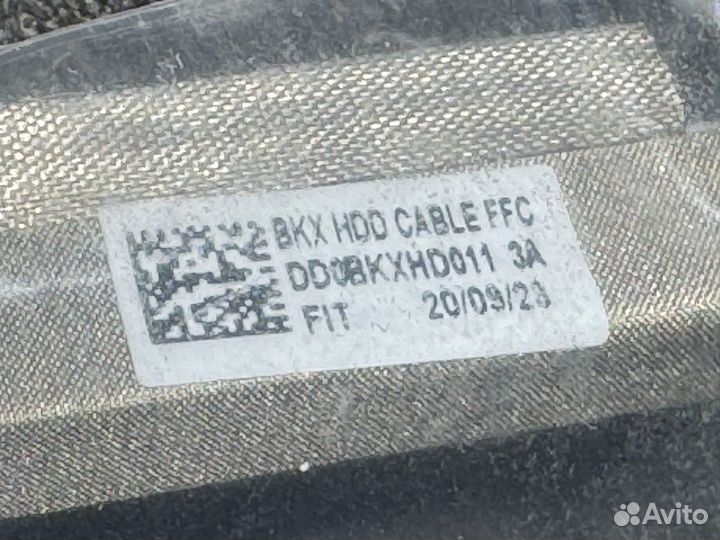 BKX HDD CABLE FFC
DD0BKXHD011 3A
FIT 20/09/23
Avito